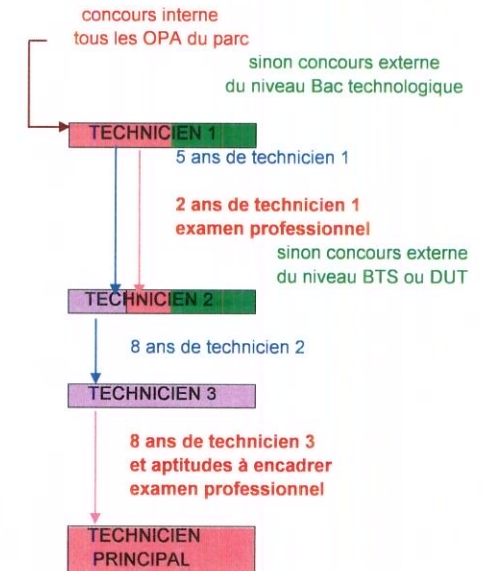 concours interne
tous les OPA du parc
sinon concours externe
du niveau Bac technologique
TECHNICIEN 1
5 ans de technicien 1
2 ans de technicien 1
examen professionnel
sinon concours externe
du niveau BTS ou DUT
TECHNICIEN 2
8 ans de technicien 2
TECHNICIEN 3
8 ans de technicien 3
et aptitudes à encadrer
examen professionnel
TECHNICIEN
PRINCIPAL